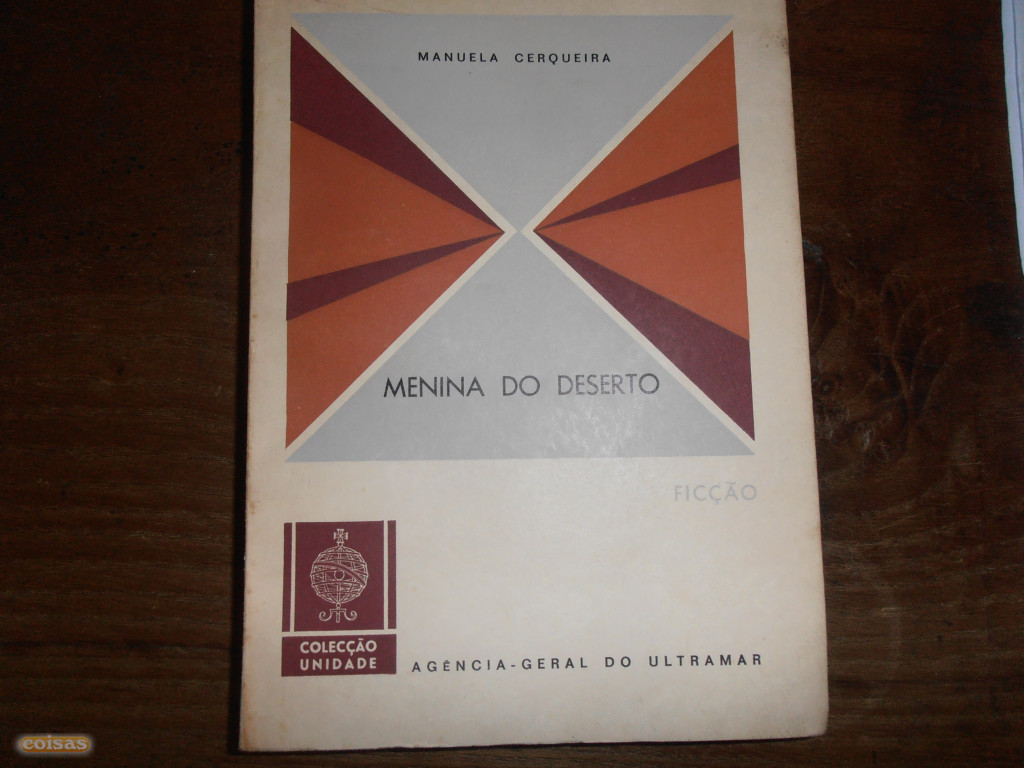 MANUELA CERQUEIRA
MENINA DO DESERTO
FICÇÃO
COLECÇÃO
UNIDADE
AGÊNCIA-GERAL DO ULTRAMAR
coisas